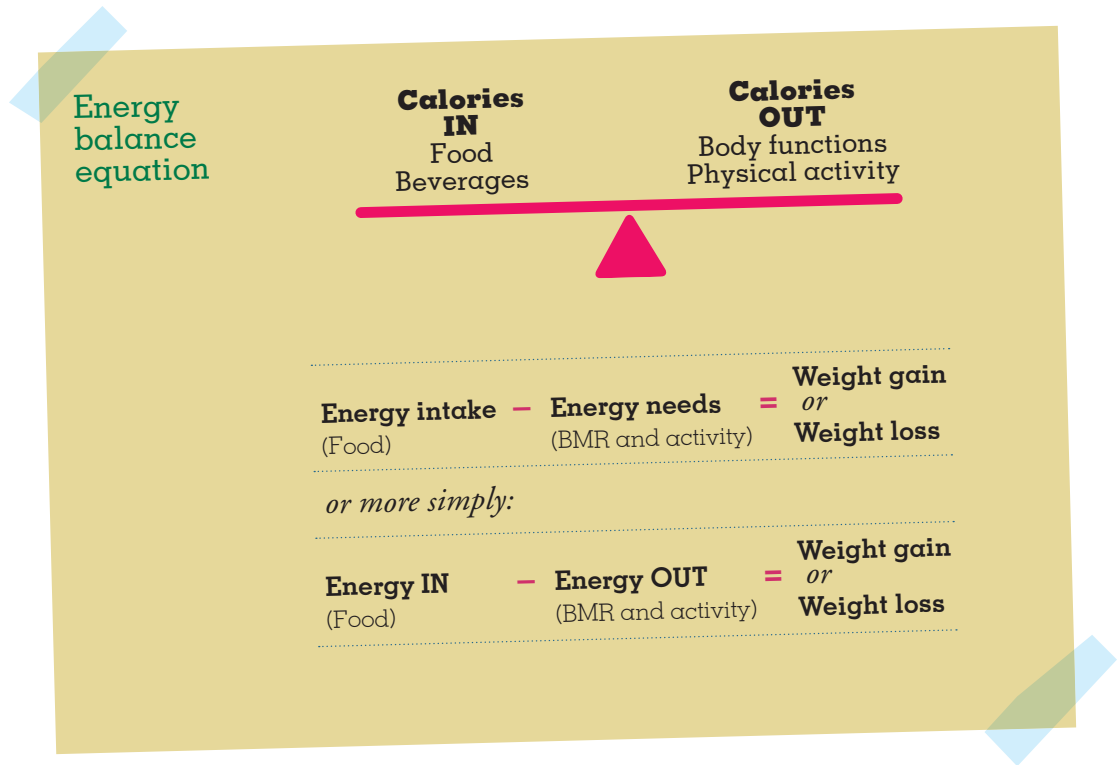 Energy
balance
equation
Calories
IN
Food
Beverages
Calories
OUT
Body functions
Physical activity
Energy intake − Energy needs = Weight gain
or
Weight loss
(Food) (BMR and activity)
or more simply:
Energy IN − Energy OUT = Weight gain
or
Weight loss
(Food) (BMR and activity)